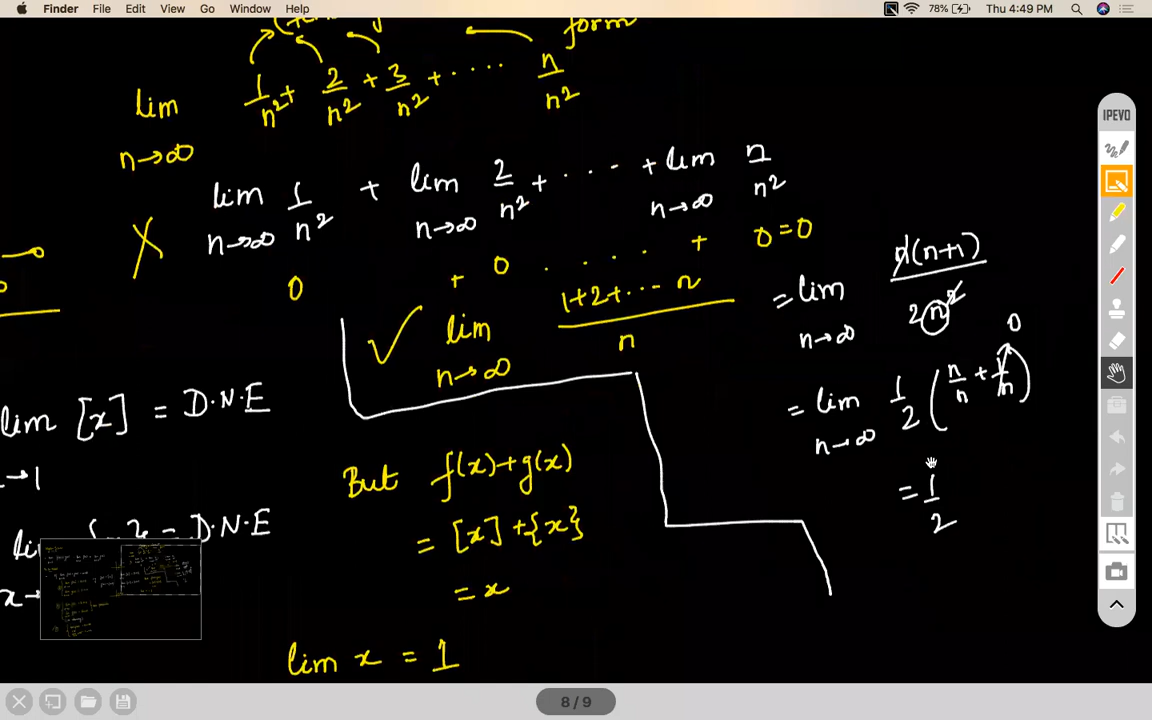 Finder File Edit View Go Window Help 78% Thu 4:49 PM
form
lim n→∞ 1/n² + 2/n² + 3/n² + ···· n/n²
lim n→∞ 1/n² + lim n→∞ 2/n² + ···· + lim n→∞ n/n²
X 0 + 0 ····· + 0 = 0
✓ lim n→∞ 1+2+··· n / n
= lim n→∞ n(n+1) / 2n²
= lim n→∞ 1/2 (n/n + 1/n) 0
= 1/2
lim [x] = D.N.E
→1
But f(x)+g(x)
= [x] + {x}
= x
= D.N.E
x→
lim x = 1
IPEVO
8 / 9